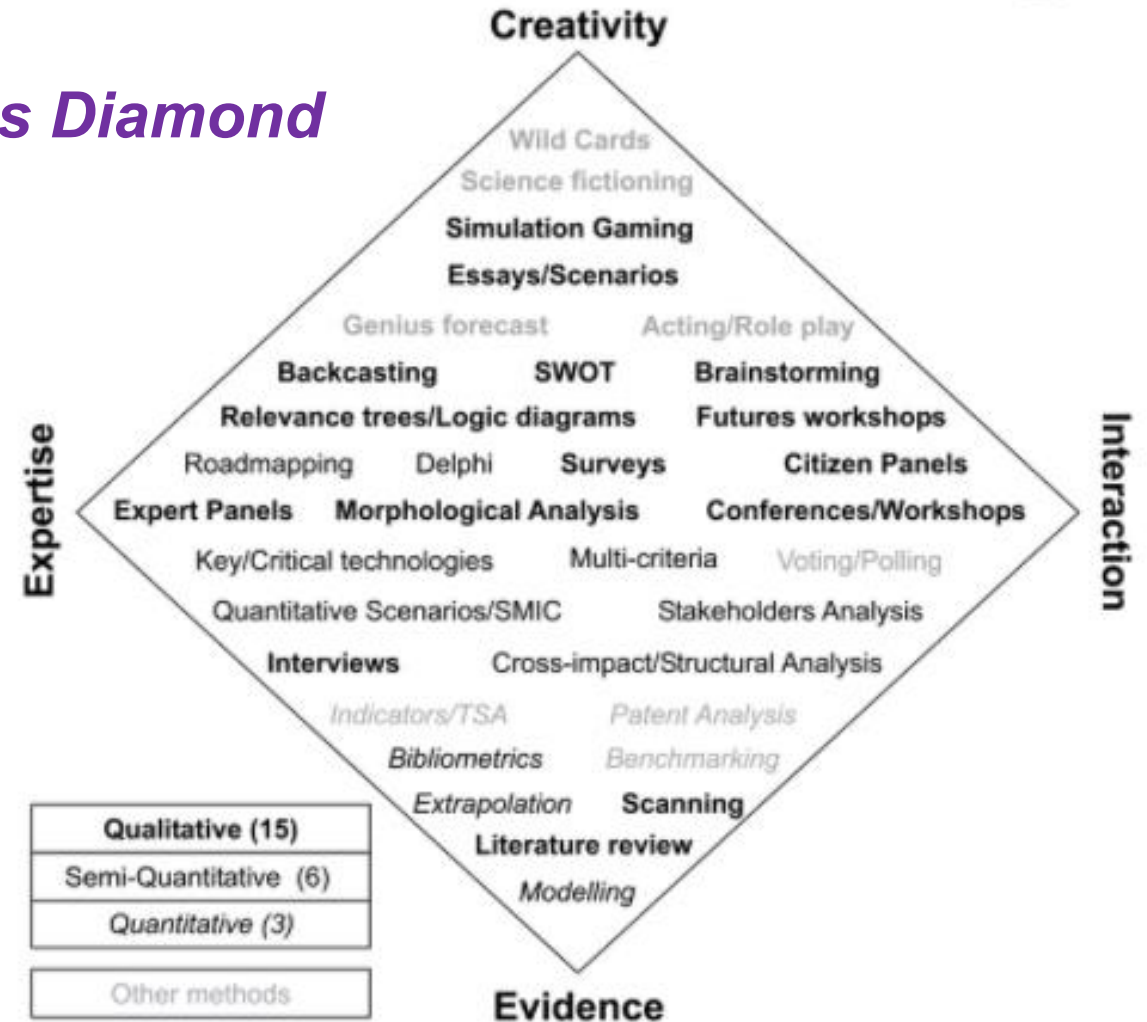 Creativity
s Diamond
Wild Cards
Science fictioning
Simulation Gaming
Essays/Scenarios
Genius forecast Acting/Role play
Backcasting SWOT Brainstorming
Relevance trees/Logic diagrams Futures workshops
Roadmapping Delphi Surveys Citizen Panels
Expert Panels Morphological Analysis Conferences/Workshops
Key/Critical technologies Multi-criteria Voting/Polling
Quantitative Scenarios/SMIC Stakeholders Analysis
Interviews Cross-impact/Structural Analysis
Indicators/TSA Patent Analysis
Bibliometrics Benchmarking
Extrapolation Scanning
Literature review
Modelling
Expertise
Interaction
Evidence
Qualitative (15)
Semi-Quantitative (6)
Quantitative (3)
Other methods